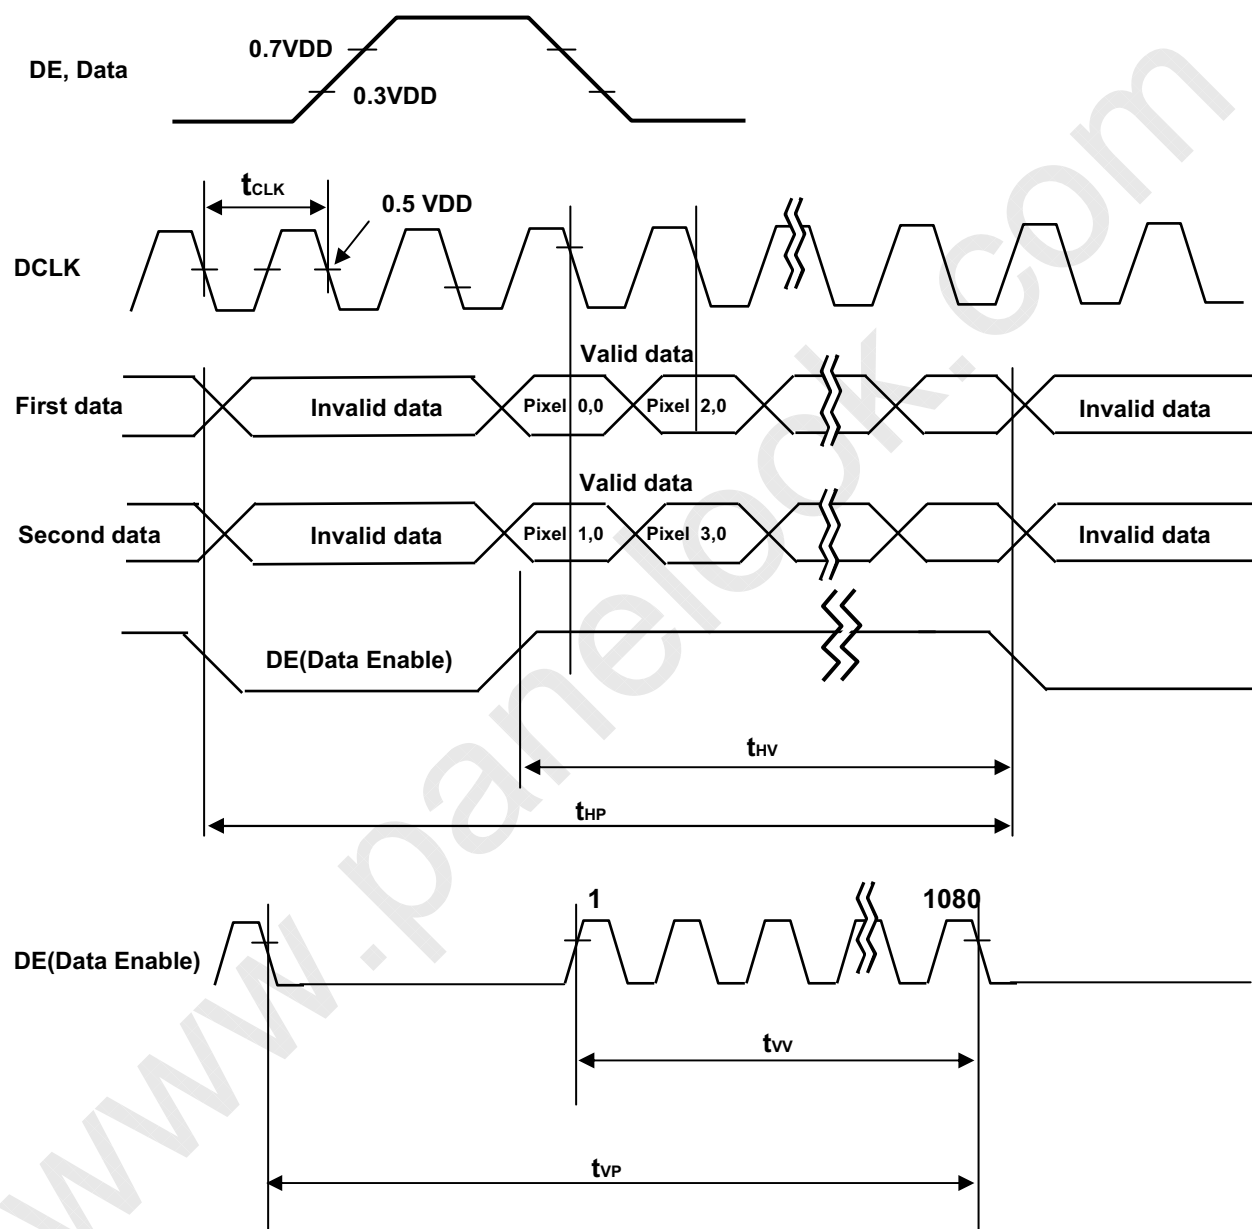 0.7VDD
DE, Data
0.3VDD
tCLK
0.5 VDD
DCLK
Valid data
First data
Invalid data
Pixel 0,0
Pixel 2,0
Invalid data
Valid data
Second data
Invalid data
Pixel 1,0
Pixel 3,0
Invalid data
DE(Data Enable)
tHV
tHP
1
1080
DE(Data Enable)
tVV
tVP
www.panelook.com